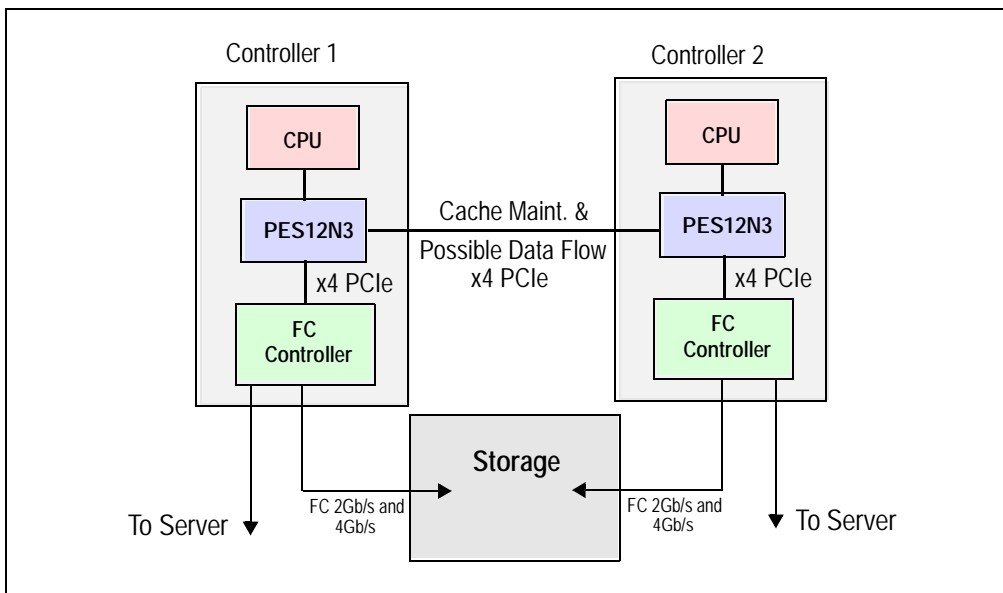 Controller 1
Controller 2
CPU
CPU
PES12N3
Cache Maint. &
PES12N3
Possible Data Flow
x4 PCIe
x4 PCIe
x4 PCIe
FC
Controller
FC
Controller
Storage
FC 2Gb/s and
4Gb/s
FC 2Gb/s and
4Gb/s
To Server
To Server